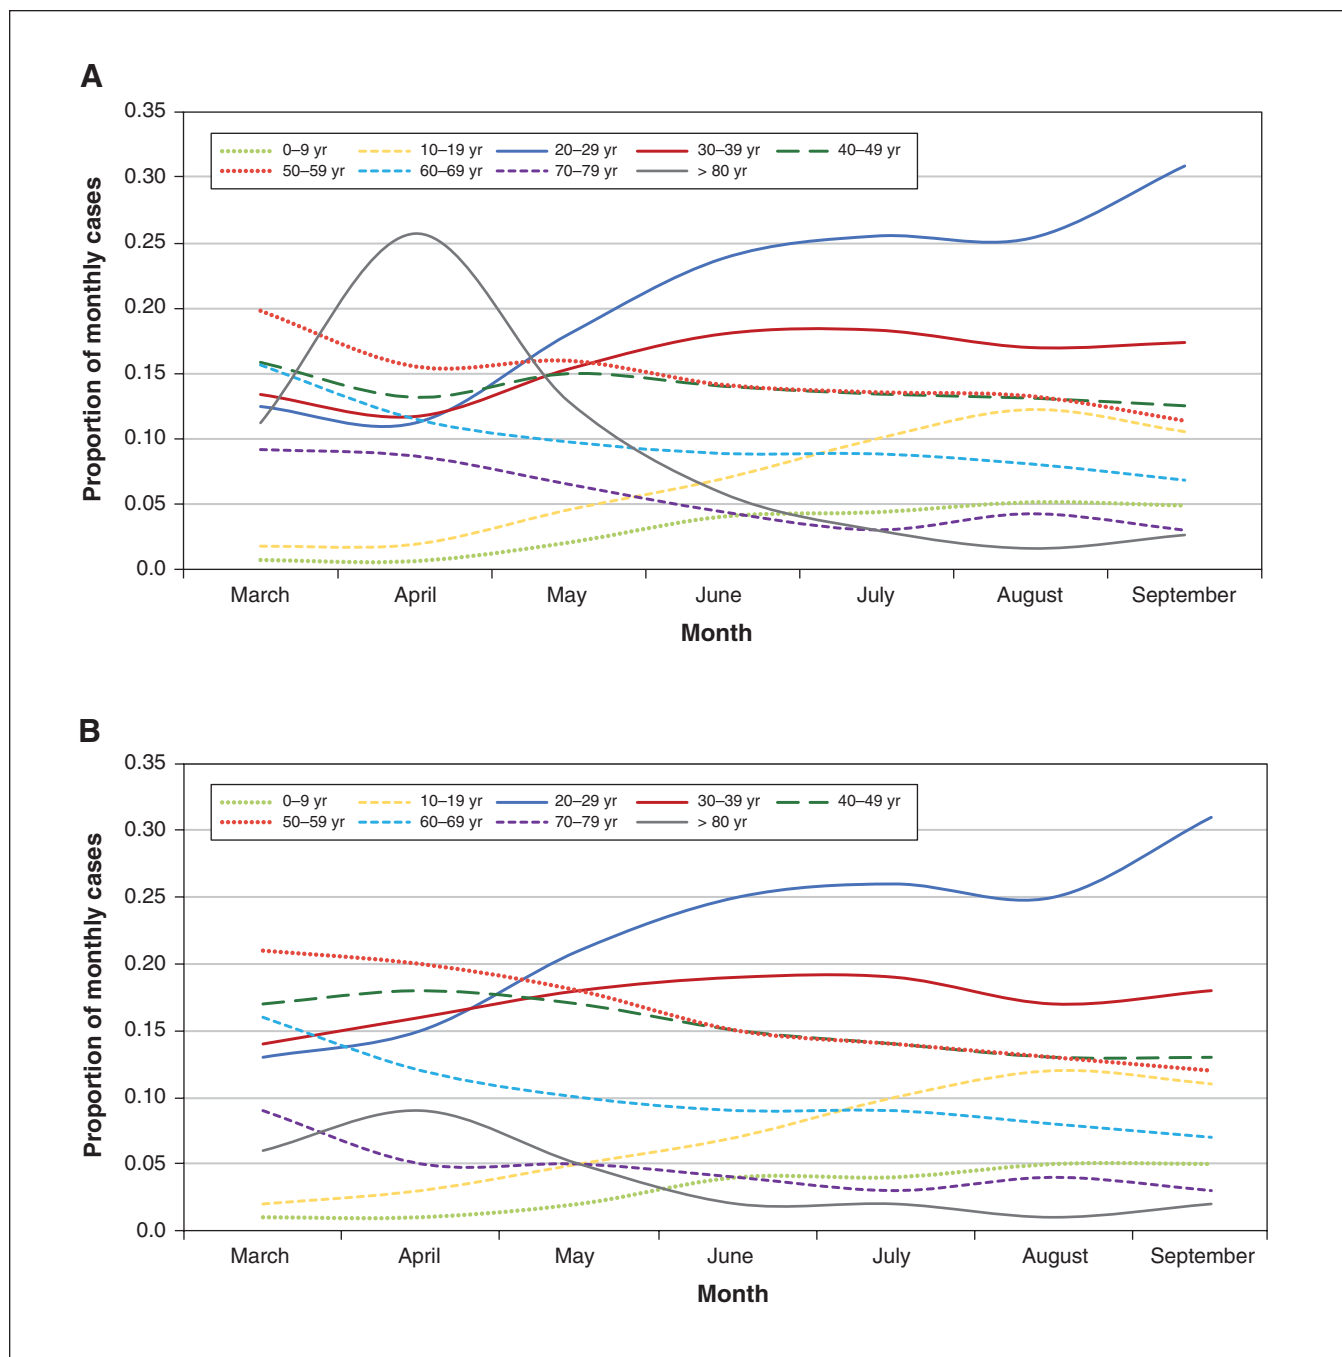 A
0.35
0.30
0.25
0.20
0.15
0.10
0.05
0.0
Proportion of monthly cases
0–9 yr 10–19 yr 20–29 yr 30–39 yr 40–49 yr
50–59 yr 60–69 yr 70–79 yr > 80 yr
March April May June July August September
Month
B
0.35
0.30
0.25
0.20
0.15
0.10
0.05
0.0
Proportion of monthly cases
0–9 yr 10–19 yr 20–29 yr 30–39 yr 40–49 yr
50–59 yr 60–69 yr 70–79 yr > 80 yr
March April May June July August September
Month